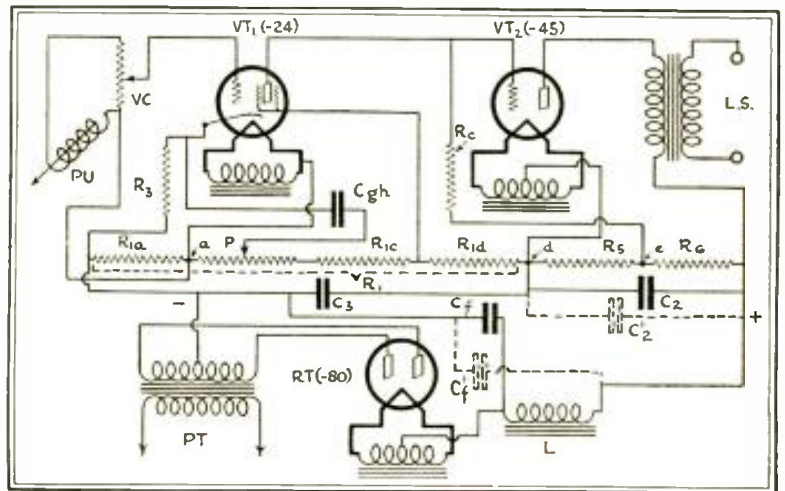 VT₁(-24)
VT₂(-45)
VC
L.S.
PU
R₃
Cgh
Rc
R₁ₐ
a
P
R₁c
R₁d
d
R₅
e
R₆
R₁
-
C₃
Cf
C₂
+
C'₂
RT(-80)
C'f
PT
L